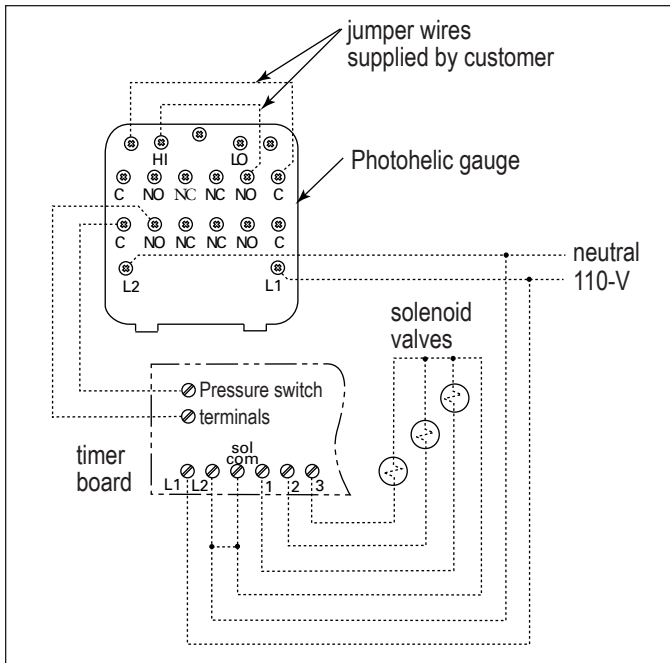 jumper wires
supplied by customer
HI LO
C NO NC NC NO C
Photohelic gauge
C NO NC NC NO C
L2 L1
neutral
110-V
solenoid
valves
Pressure switch
terminals
timer
board
sol
com
L1 L2 1 2 3